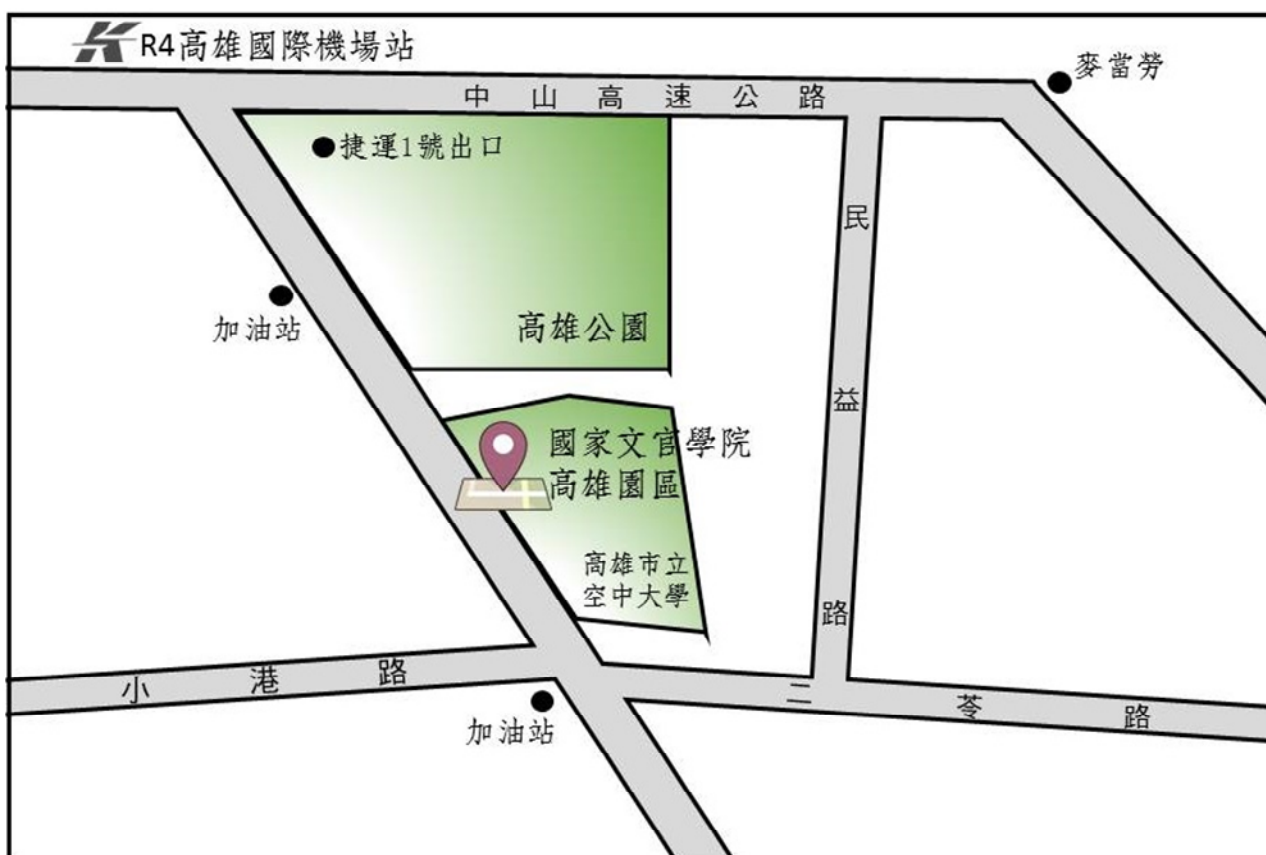 R4高雄國際機場站
麥當勞
中山高速公路
捷運1號出口
民益路
加油站
高雄公園
國家文官學院
高雄園區
高雄市立
空中大學
小港路
二苓路
加油站